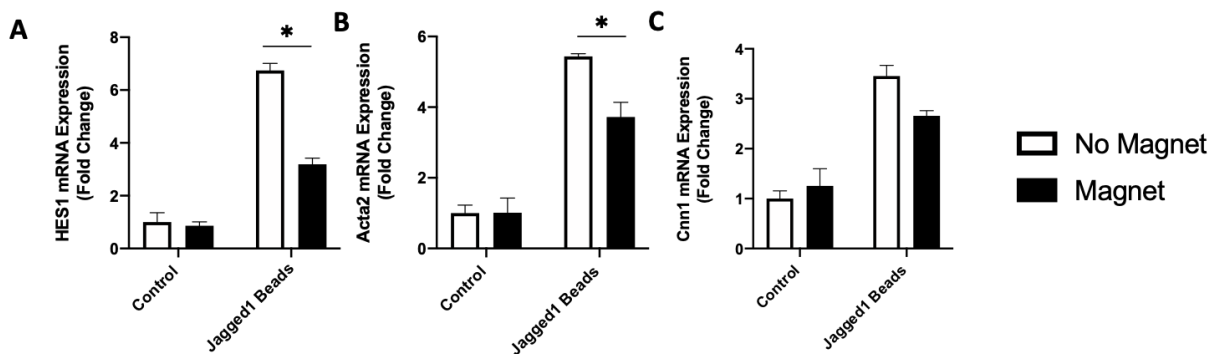 A
HES1 mRNA Expression
(Fold Change)
8
6
4
2
0
*
Control
Jagged1 Beads
B
Acta2 mRNA Expression
(Fold Change)
6
4
2
0
*
Control
Jagged1 Beads
C
Cnn1 mRNA Expression
(Fold Change)
4
3
2
1
0
Control
Jagged1 Beads
No Magnet
Magnet